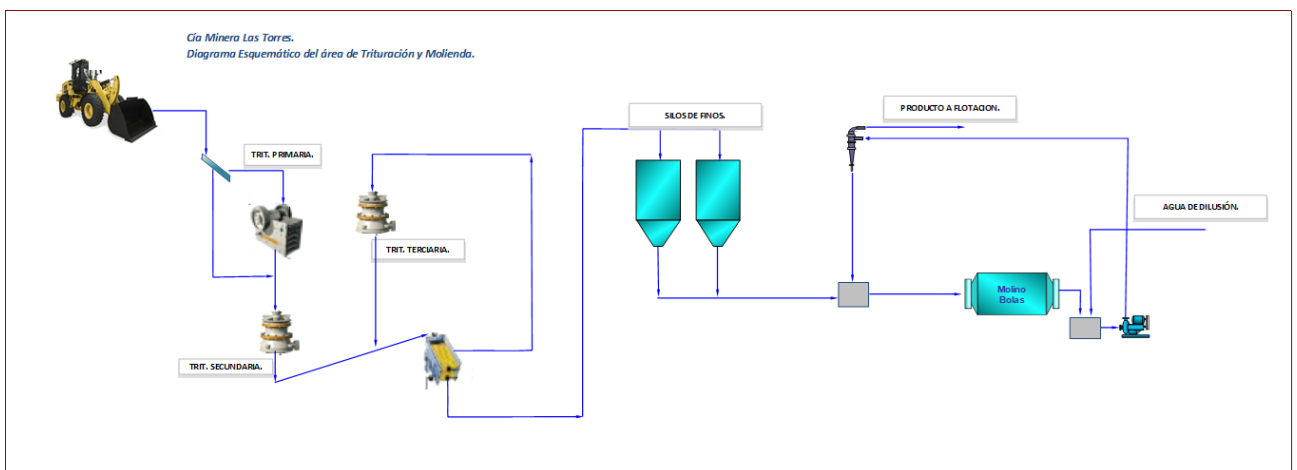 Cía Minera Las Torres.
Diagrama Esquemático del área de Trituración y Molienda.
SILOS DE FINOS.
PRODUCTO A FLOTACION.
TRIT. PRIMARIA.
AGUA DE DILUSIÓN.
TRIT. TERCIARIA.
Molino
Bolas
TRIT. SECUNDARIA.